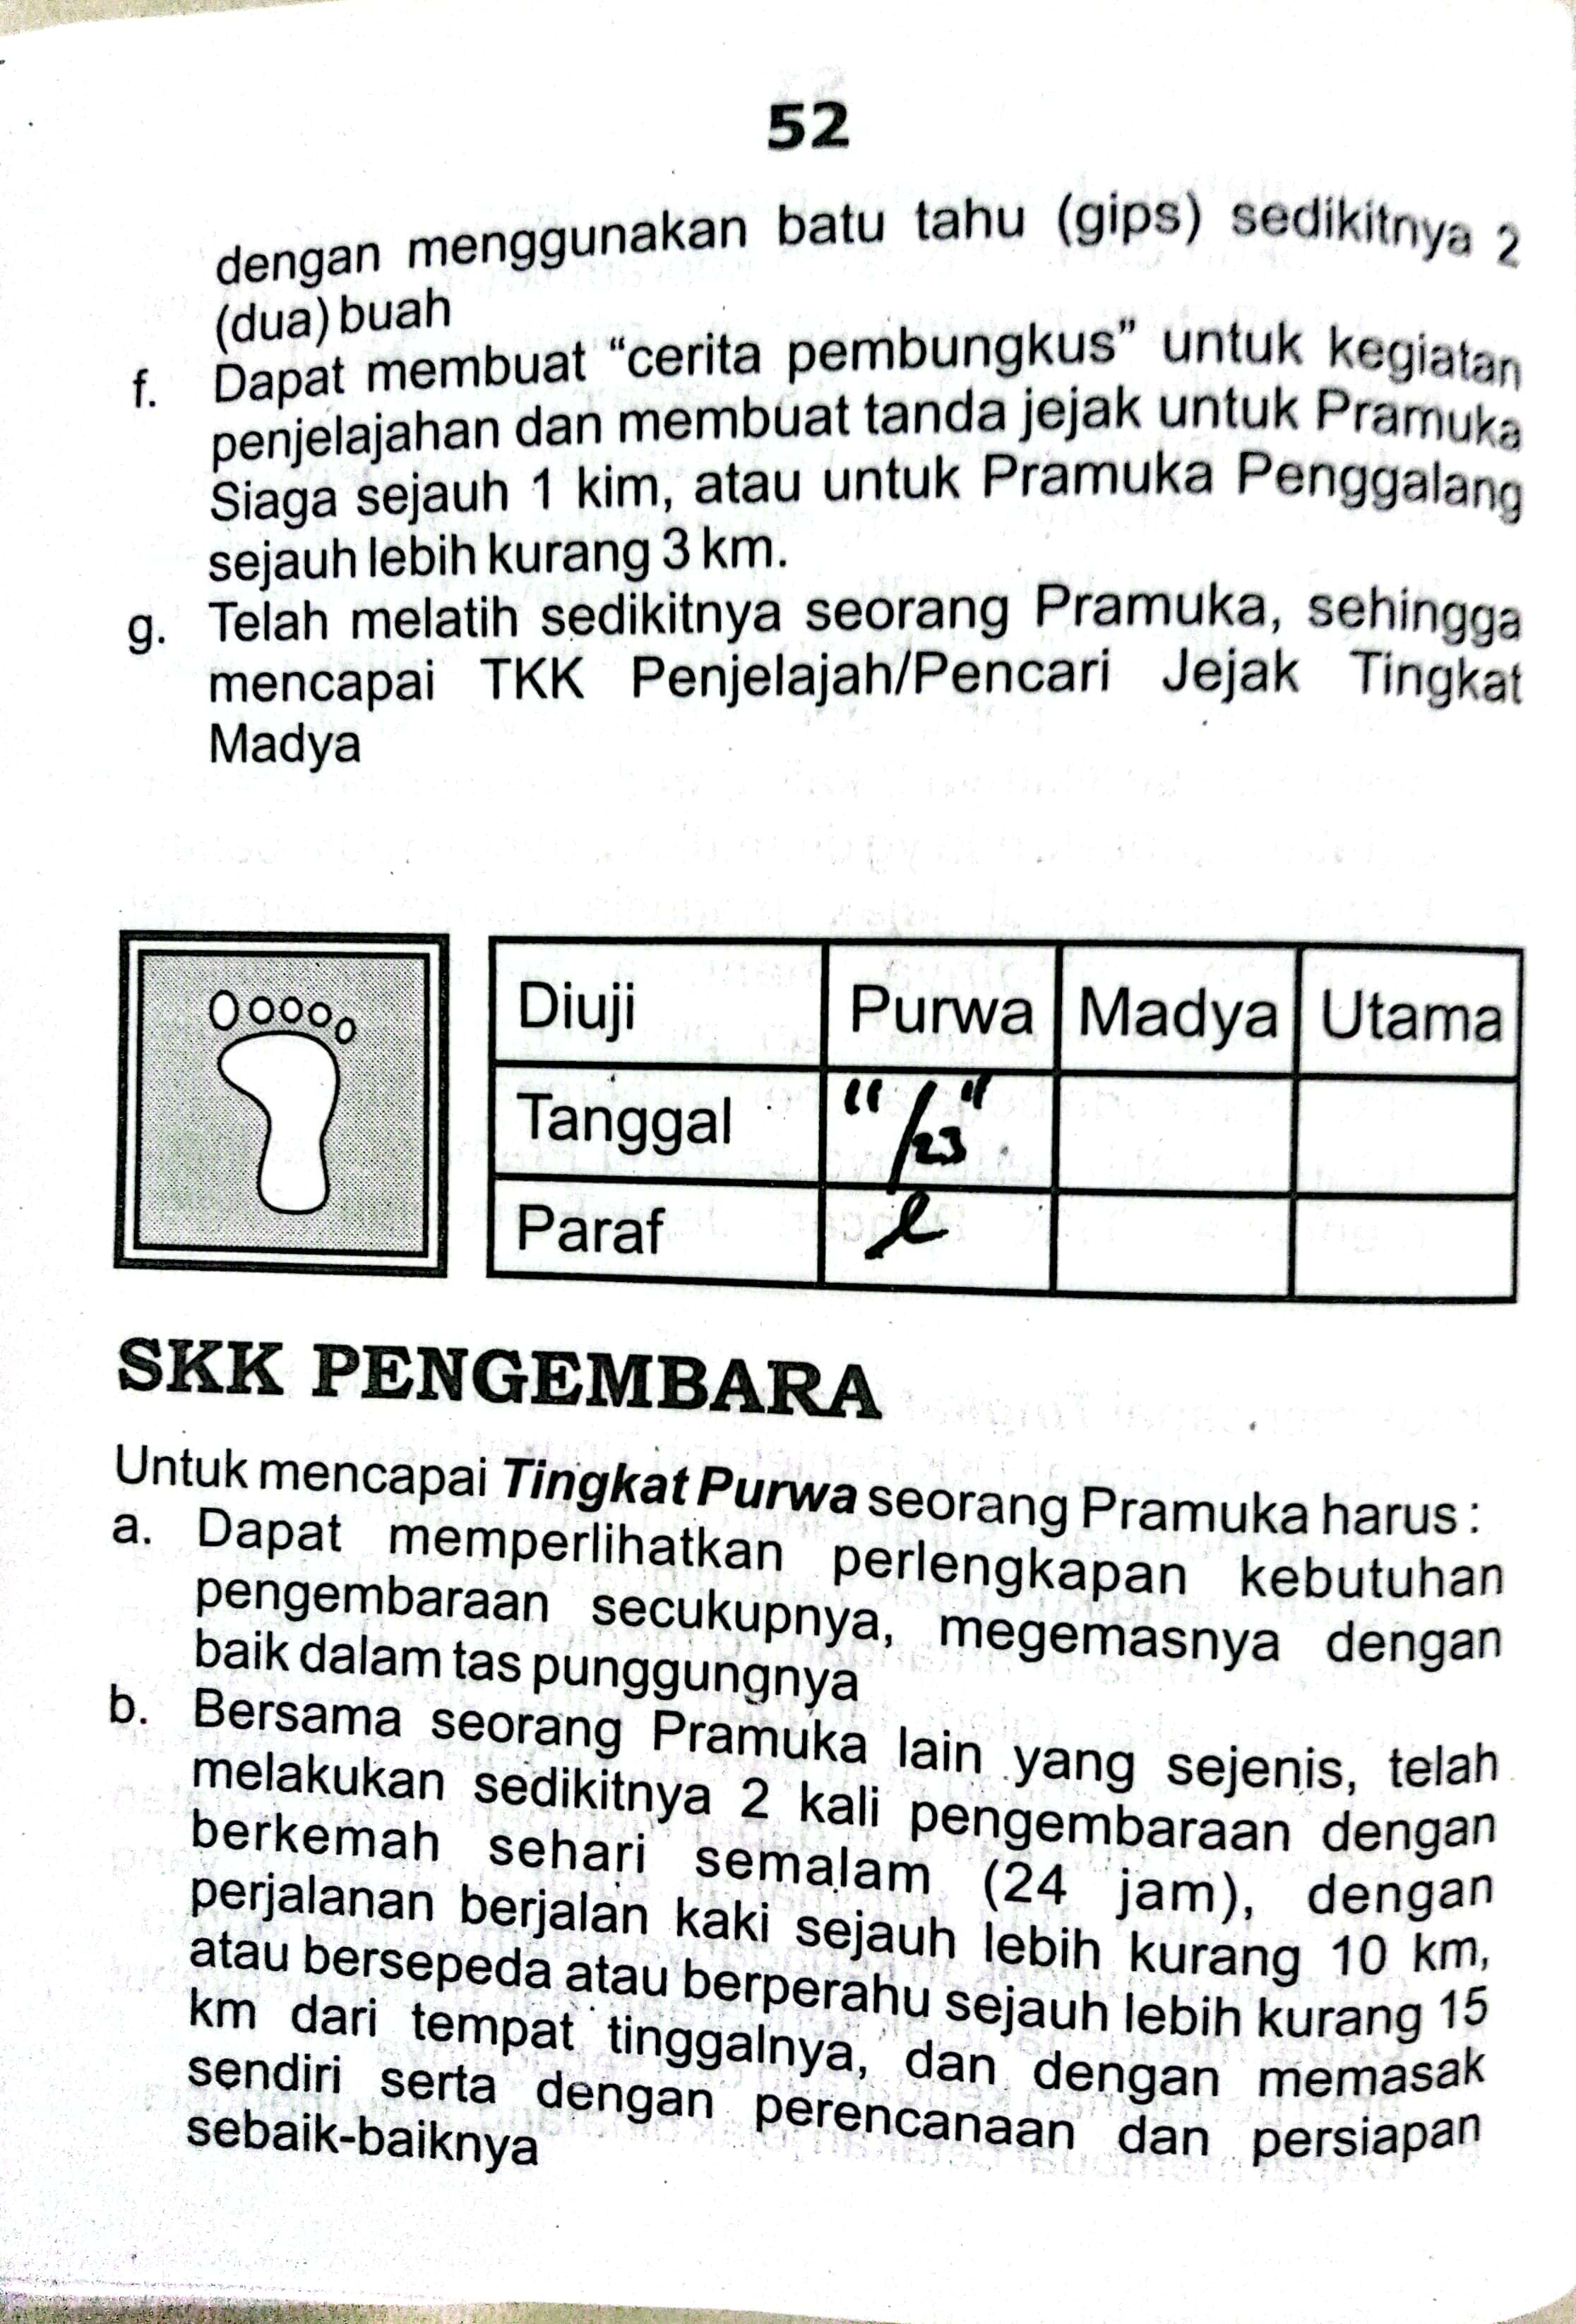 52
dengan menggunakan batu tahu (gips) sedikitnya 2
(dua) buah
f. Dapat membuat “cerita pembungkus” untuk kegiatan
penjelajahan dan membuat tanda jejak untuk Pramuka
Siaga sejauh 1 kim, atau untuk Pramuka Penggalang
sejauh lebih kurang 3 km.
g. Telah melatih sedikitnya seorang Pramuka, sehingga
mencapai TKK Penjelajah/Pencari Jejak Tingkat
Madya
Diuji Purwa Madya Utama
Tanggal
Paraf
SKK PENGEMBARA
Untuk mencapai Tingkat Purwa seorang Pramuka harus :
a. Dapat memperlihatkan perlengkapan kebutuhan
pengembaraan secukupnya, megemasnya dengan
baik dalam tas punggungnya
b. Bersama seorang Pramuka lain yang sejenis, telah
melakukan sedikitnya 2 kali pengembaraan dengan
berkemah sehari semalam (24 jam), dengan
perjalanan berjalan kaki sejauh lebih kurang 10 km,
atau bersepeda atau berperahu sejauh lebih kurang 15
km dari tempat tinggalnya, dan dengan memasak
sendiri serta dengan perencanaan dan persiapan
sebaik-baiknya